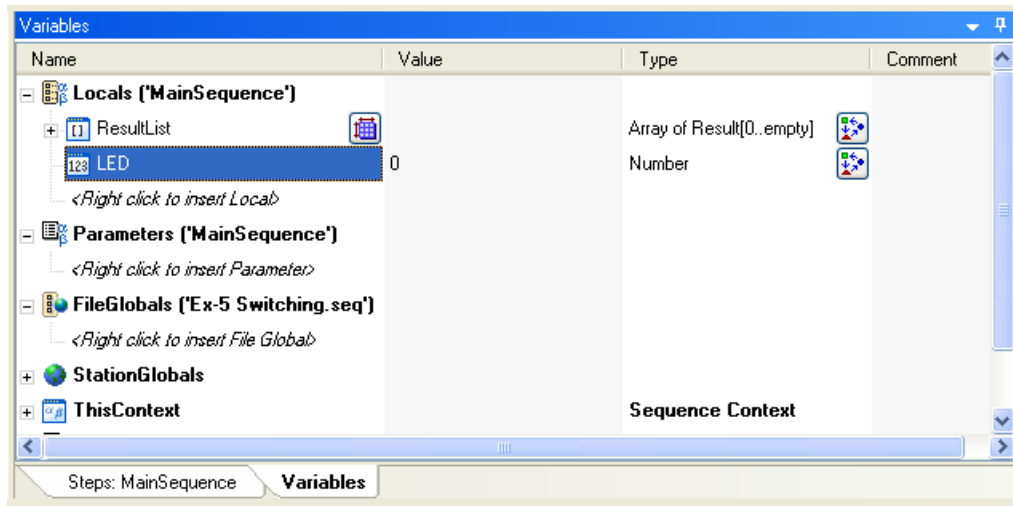 Variables
Name Value Type Comment
Locals ('MainSequence')
ResultList Array of Result[0..empty]
123 LED 0 Number
<Right click to insert Local>
Parameters ('MainSequence')
<Right click to insert Parameter>
FileGlobals ('Ex-5 Switching.seq')
<Right click to insert File Global>
StationGlobals
ThisContext Sequence Context
Steps: MainSequence Variables